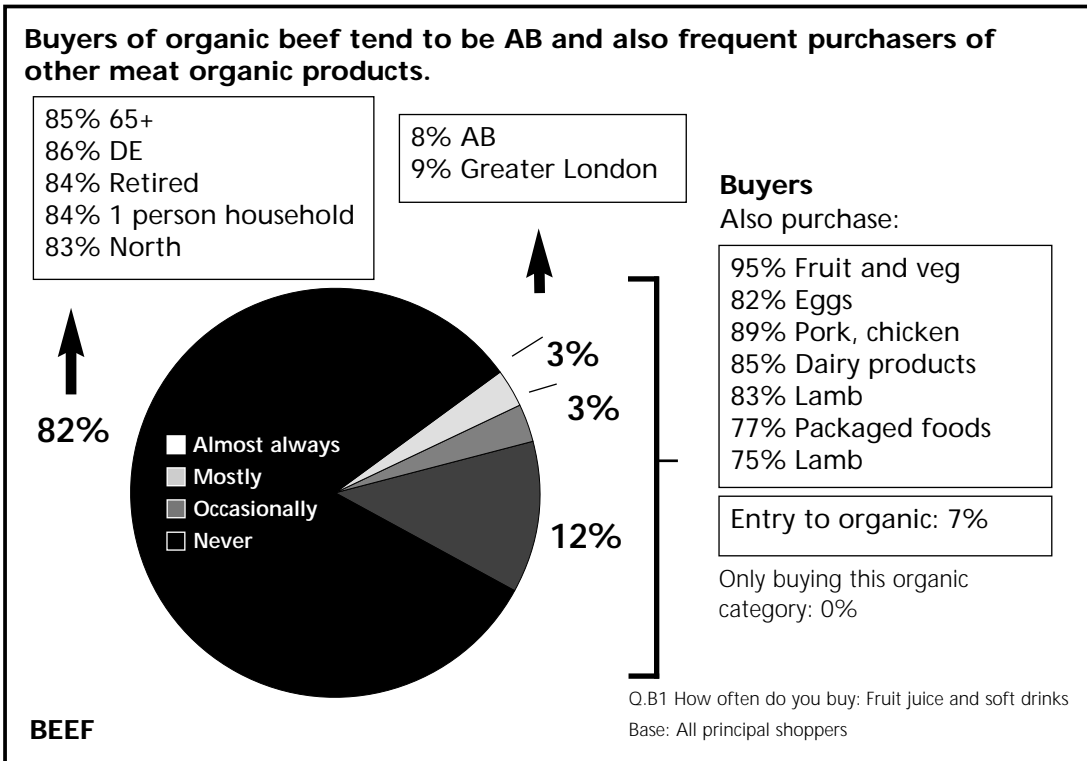 Buyers of organic beef tend to be AB and also frequent purchasers of
other meat organic products.
85% 65+
86% DE
84% Retired
84% 1 person household
83% North
8% AB
9% Greater London
Buyers
Also purchase:
95% Fruit and veg
82% Eggs
89% Pork, chicken
85% Dairy products
83% Lamb
77% Packaged foods
75% Lamb
Entry to organic: 7%
Only buying this organic
category: 0%
82%
3%
3%
12%
Almost always
Mostly
Occasionally
Never
Q.B1 How often do you buy: Fruit juice and soft drinks
Base: All principal shoppers
BEEF